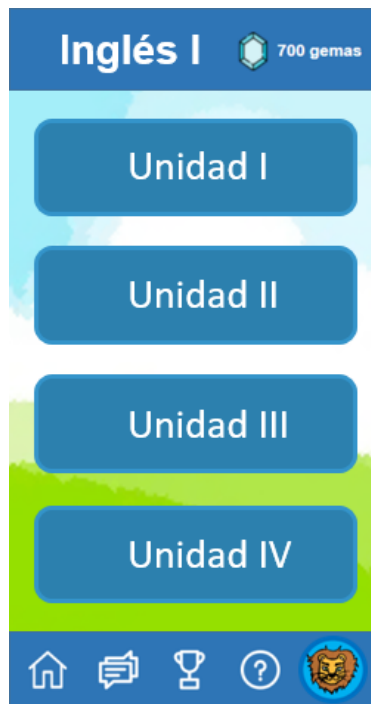 Inglés I
700 gemas
Unidad I
Unidad II
Unidad III
Unidad IV
?